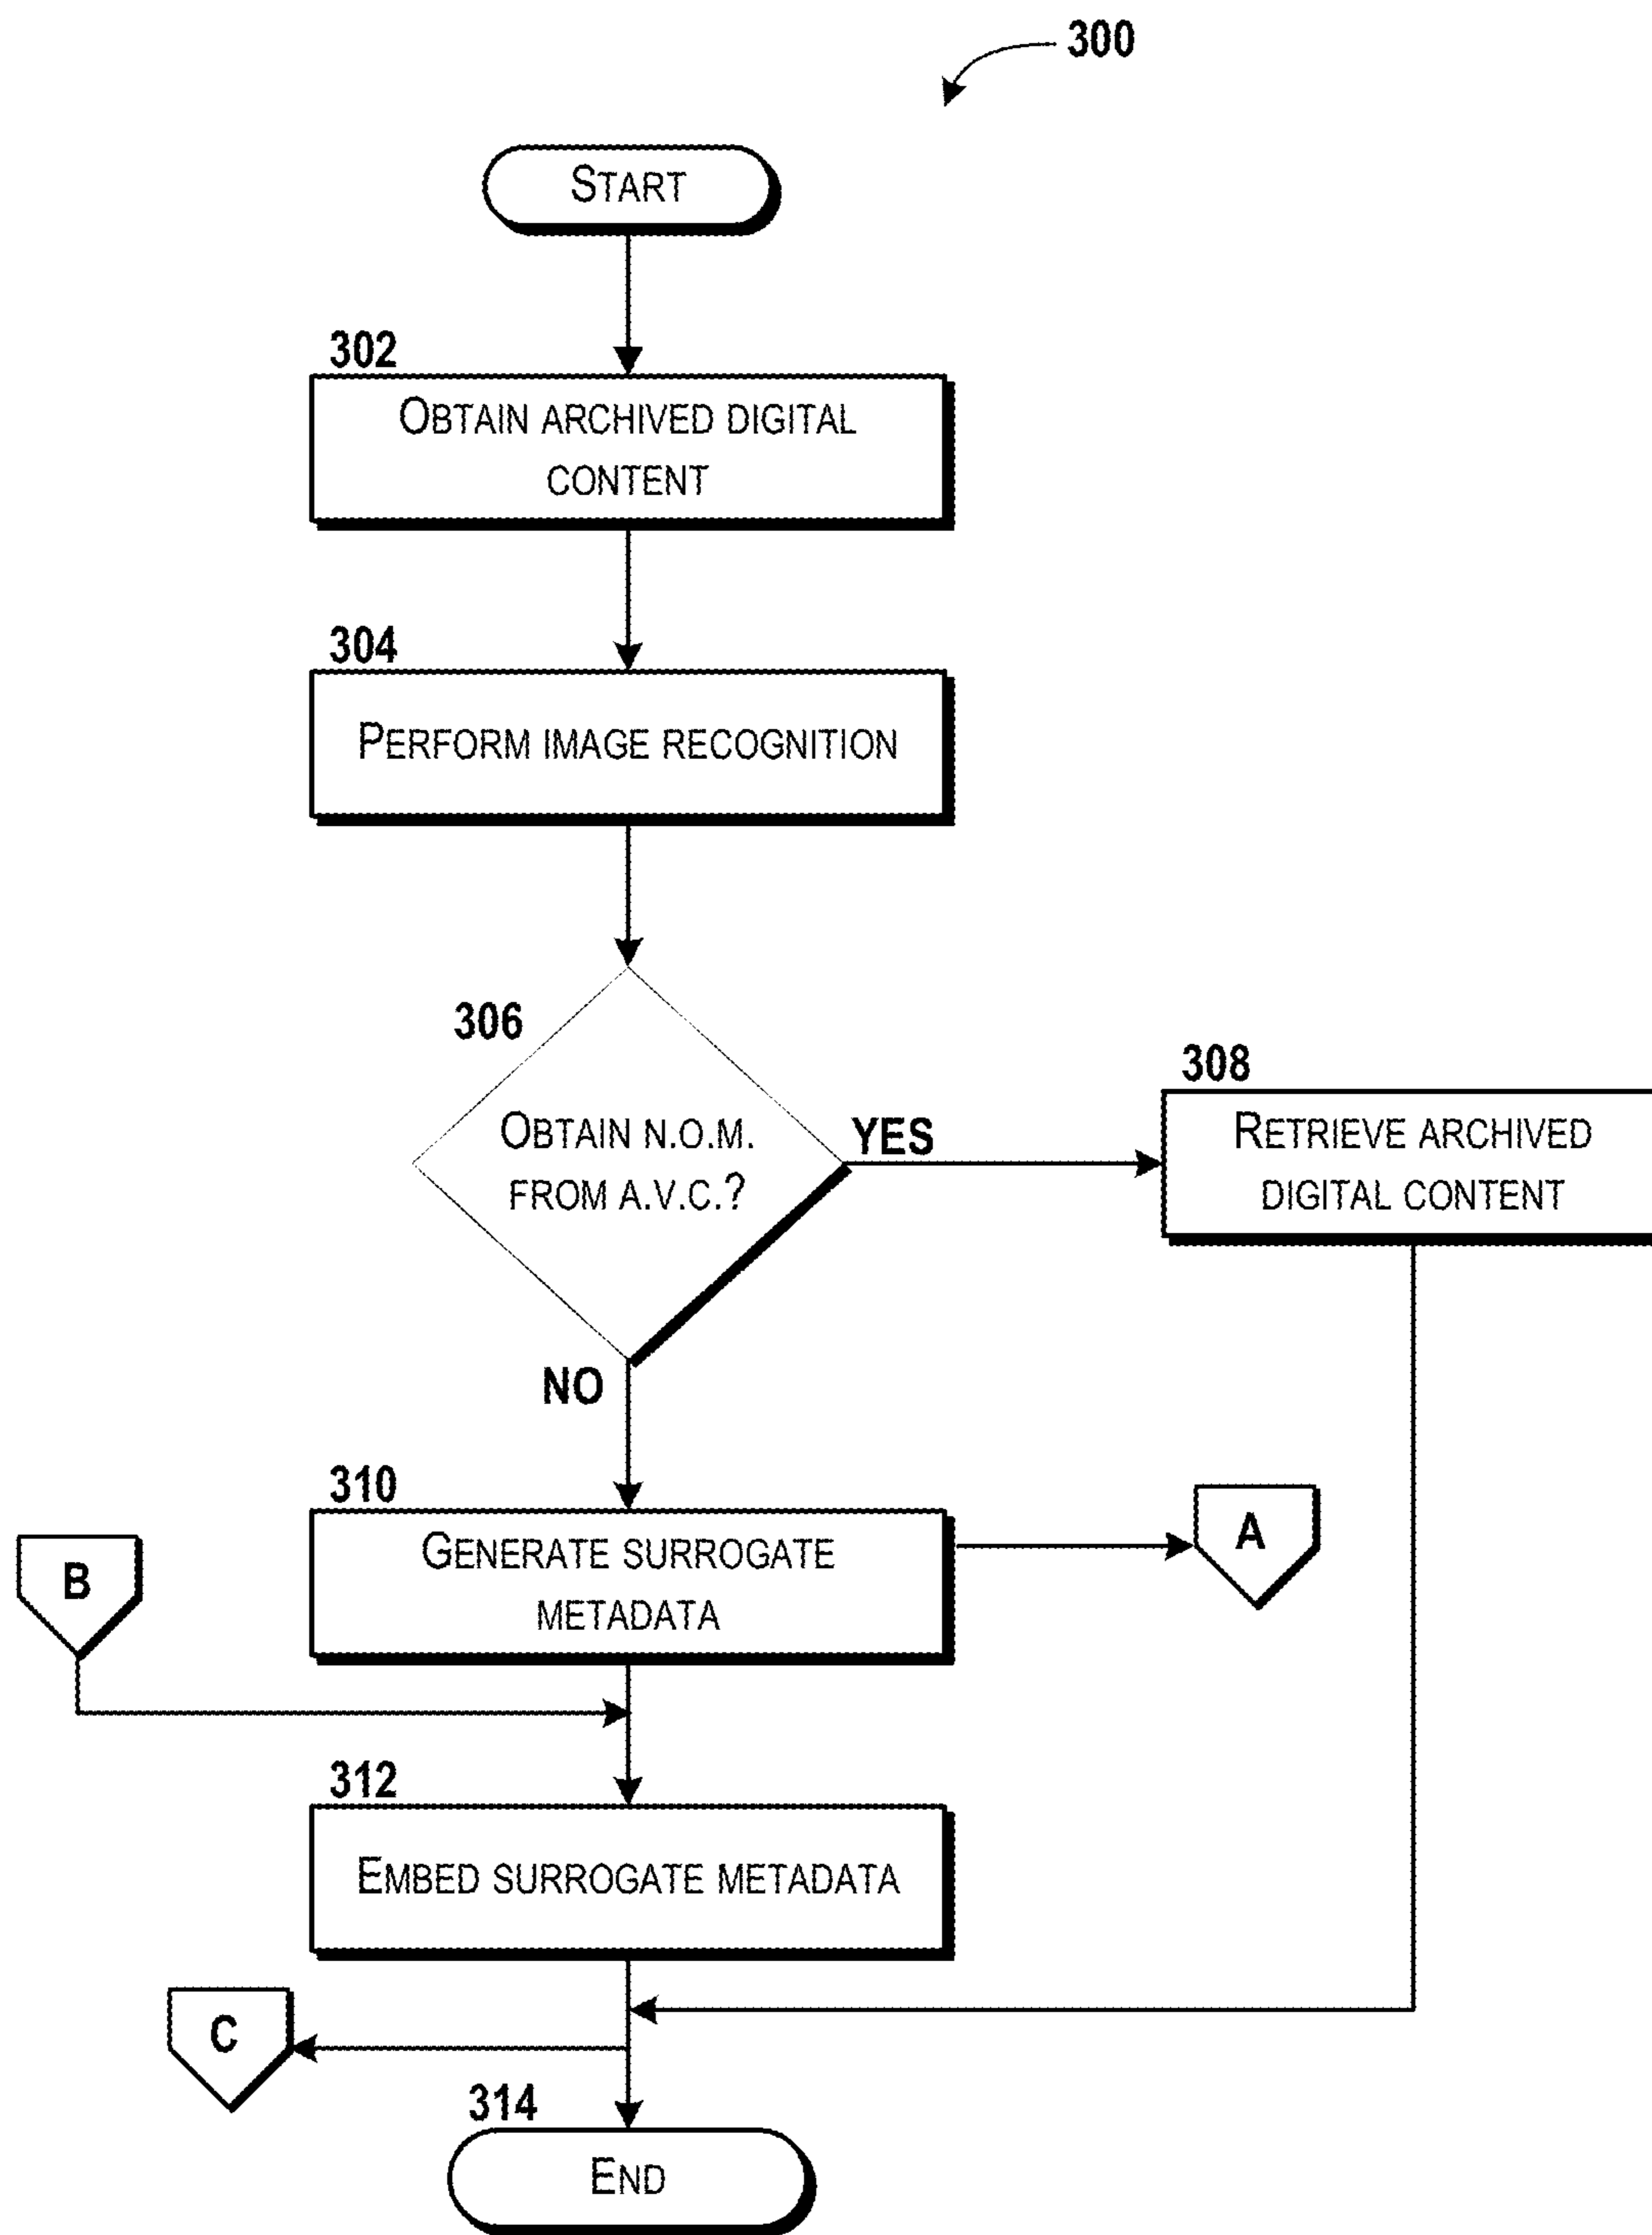 300
START
302
OBTAIN ARCHIVED DIGITAL
CONTENT
304
PERFORM IMAGE RECOGNITION
306
OBTAIN N.O.M.
FROM A.V.C.?
YES
308
RETRIEVE ARCHIVED
DIGITAL CONTENT
NO
310
GENERATE SURROGATE
METADATA
A
B
312
EMBED SURROGATE METADATA
C
314
END